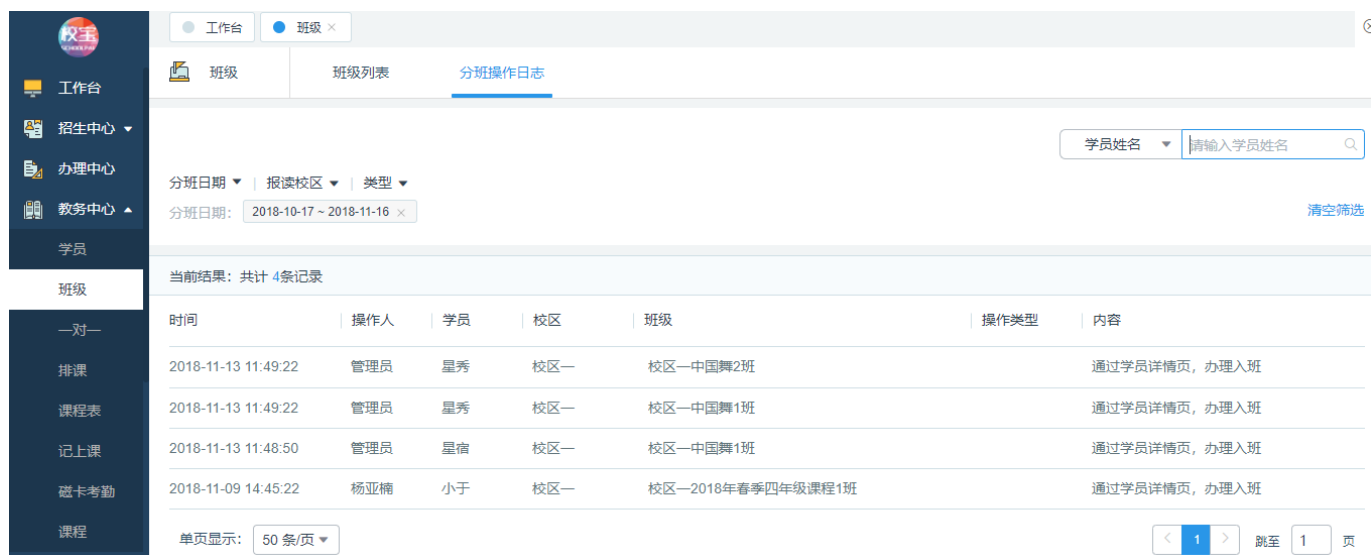 校宝
SCHOOL PAL
工作台
招生中心
办理中心
教务中心
学员
班级
一对一
排课
课程表
记上课
磁卡考勤
课程
工作台 班级 ×
班级 班级列表 分班操作日志
学员姓名 请输入学员姓名
分班日期 | 报读校区 | 类型
分班日期： 2018-10-17 ~ 2018-11-16 × 清空筛选
当前结果：共计 4条记录
时间 操作人 学员 校区 班级 操作类型 内容
2018-11-13 11:49:22 管理员 星秀 校区一 校区一中国舞2班 通过学员详情页，办理入班
2018-11-13 11:49:22 管理员 星秀 校区一 校区一中国舞1班 通过学员详情页，办理入班
2018-11-13 11:48:50 管理员 星宿 校区一 校区一中国舞1班 通过学员详情页，办理入班
2018-11-09 14:45:22 杨亚楠 小于 校区一 校区一2018年春季四年级课程1班 通过学员详情页，办理入班
单页显示： 50 条/页 < 1 > 跳至 1 页